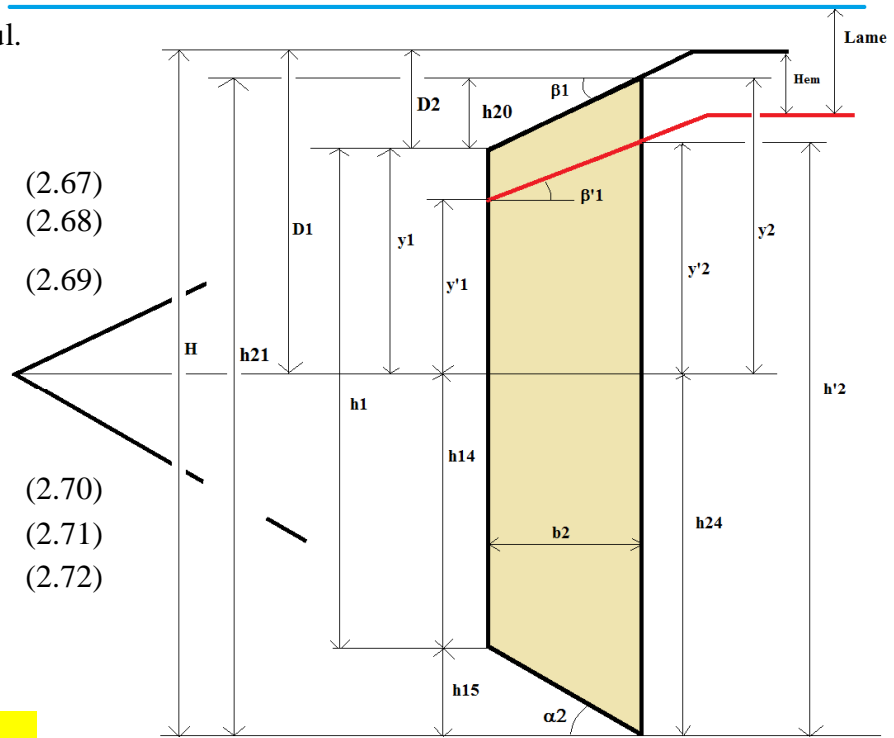 ul.
Lame
Hem
β1
D2
h20
(2.67)
β'1
(2.68)
D1
y1
y2
y'1
y'2
(2.69)
H
h21
h1
h'2
h14
(2.70)
h24
(2.71)
b2
(2.72)
h15
α2